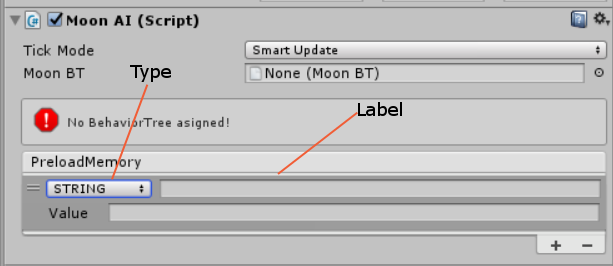 Moon AI (Script)
Tick Mode Smart Update
Moon BT None (Moon BT)
Type
Label
No BehaviorTree asigned!
PreloadMemory
STRING
Value
+ −